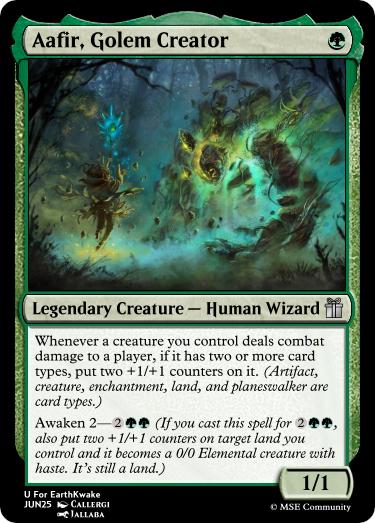 Aafir, Golem Creator
Legendary Creature — Human Wizard
Whenever a creature you control deals combat
damage to a player, if it has two or more card
types, put two +1/+1 counters on it. (Artifact,
creature, enchantment, land, and planeswalker are
card types.)
Awaken 2—2 (If you cast this spell for 2,
also put two +1/+1 counters on target land you
control and it becomes a 0/0 Elemental creature with
haste. It's still a land.)
1/1
U For EarthKwake
JUN25 Callergi
Jallaba
© MSE Community